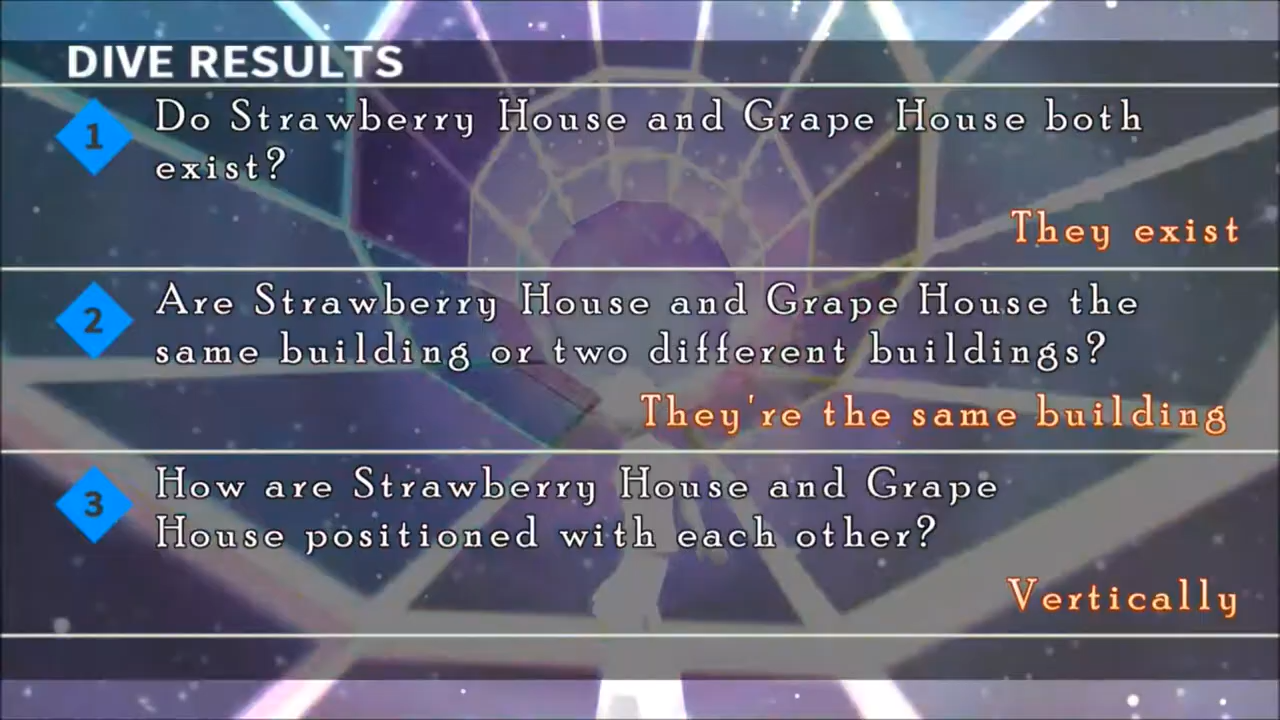 DIVE RESULTS
1
Do Strawberry House and Grape House both
exist?
They exist
2
Are Strawberry House and Grape House the
same building or two different buildings?
They're the same building
3
How are Strawberry House and Grape
House positioned with each other?
Vertically